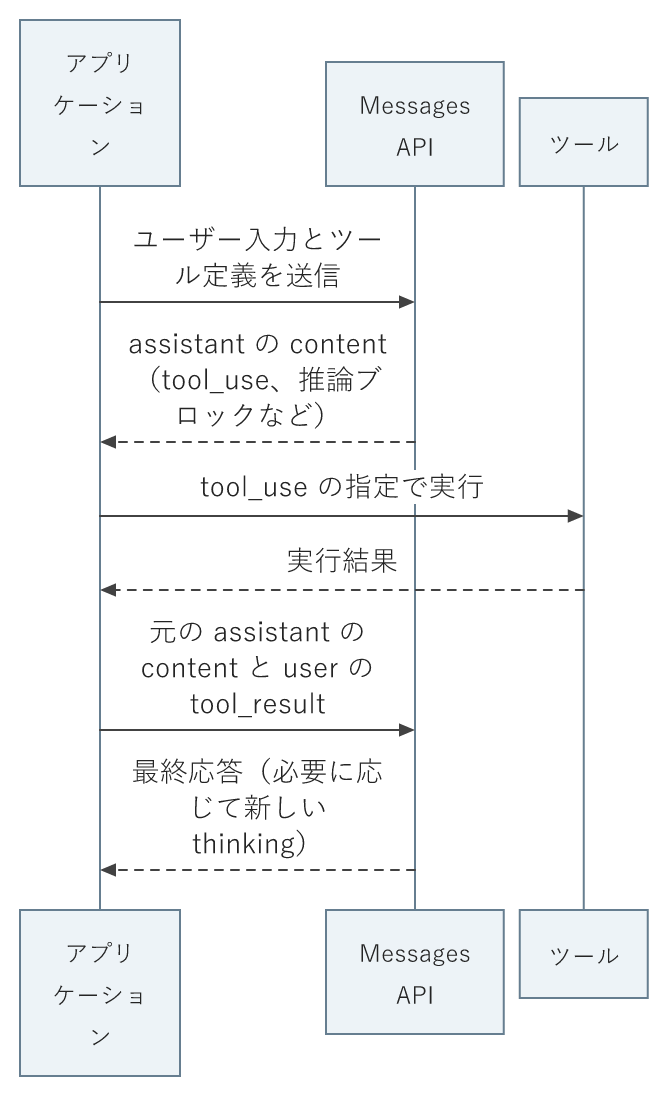 アプリ
ケーショ
ン
Messages
API
ツール
ユーザー入力とツー
ル定義を送信
assistant の content
（tool_use、推論ブ
ロックなど）
tool_use の指定で実行
実行結果
元の assistant の
content と user の
tool_result
最終応答（必要に応
じて新しい
thinking）
アプリ
ケーショ
ン
Messages
API
ツール